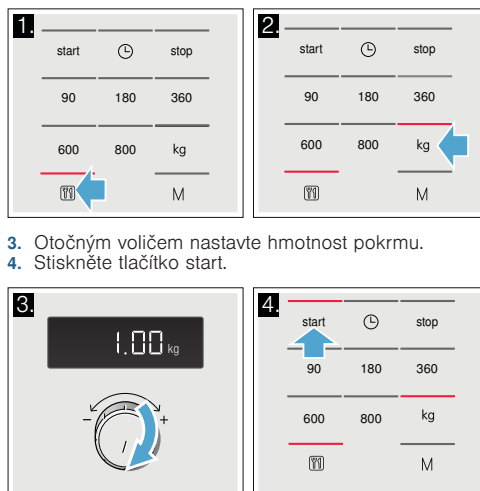 1.
start stop
90 180 360
600 800 kg
M
2.
start stop
90 180 360
600 800 kg
M
3. Otočným voličem nastavte hmotnost pokrmu.
4. Stiskněte tlačítko start.
3.
1.00 kg
- +
4.
start stop
90 180 360
600 800 kg
M